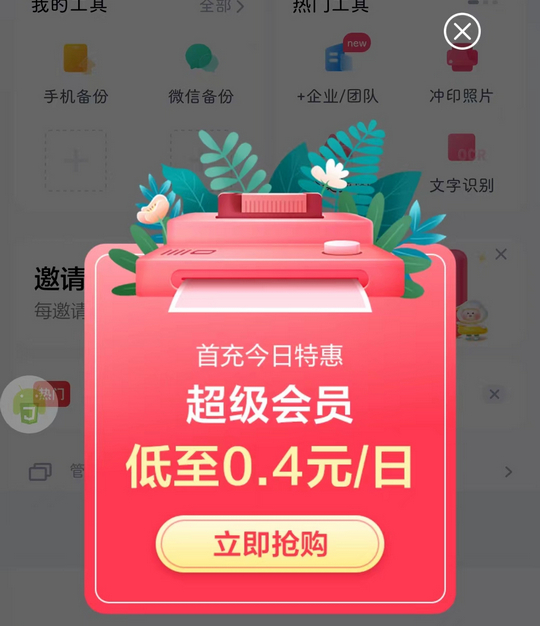 我的工具
全部
热门工具
new
手机备份
微信备份
+企业/团队
冲印照片
OCR
文字识别
邀请
每邀请
首充今日特惠
热门
超级会员
低至0.4元/日
管
立即抢购